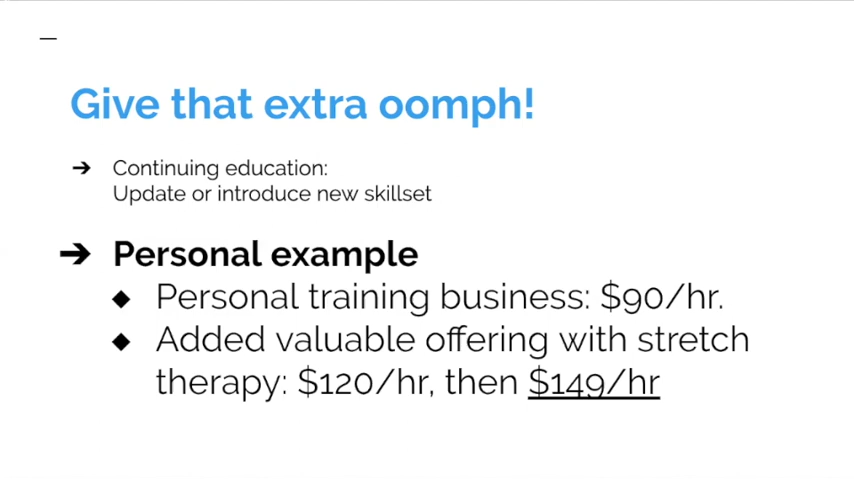 Give that extra oomph!
➔ Continuing education:
Update or introduce new skillset
➔ Personal example
◆ Personal training business: $90/hr.
◆ Added valuable offering with stretch
therapy: $120/hr, then $149/hr